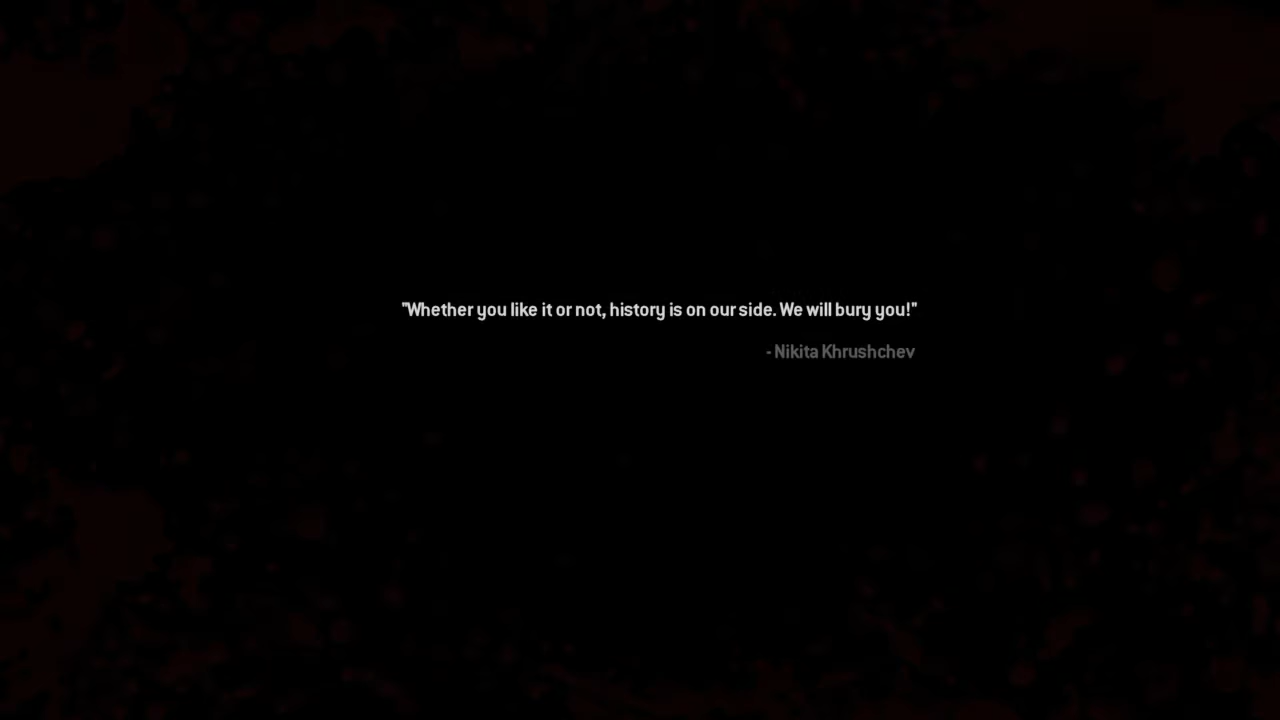 "Whether you like it or not, history is on our side. We will bury you!"
- Nikita Khrushchev